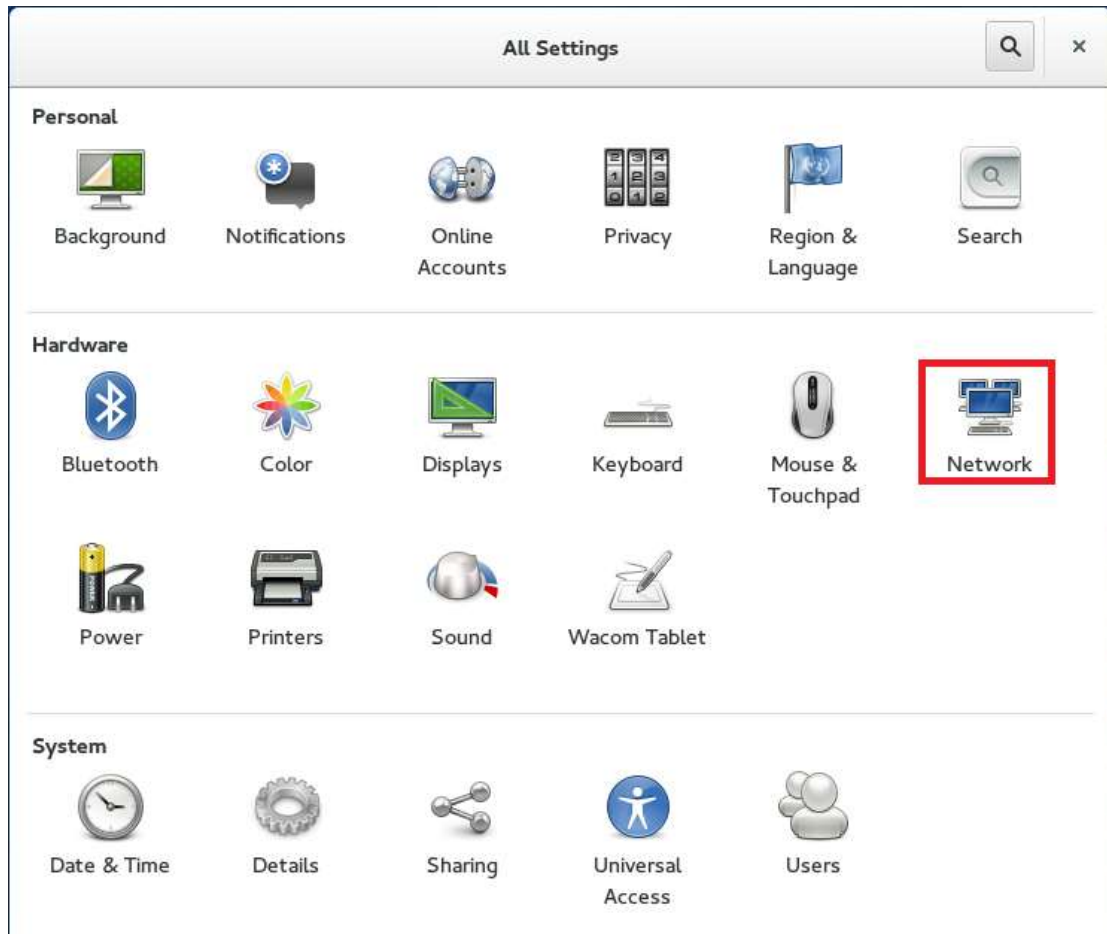 All Settings
Personal
Background Notifications Online Accounts Privacy Region & Language Search
Hardware
Bluetooth Color Displays Keyboard Mouse & Touchpad Network
Power Printers Sound Wacom Tablet
System
Date & Time Details Sharing Universal Access Users